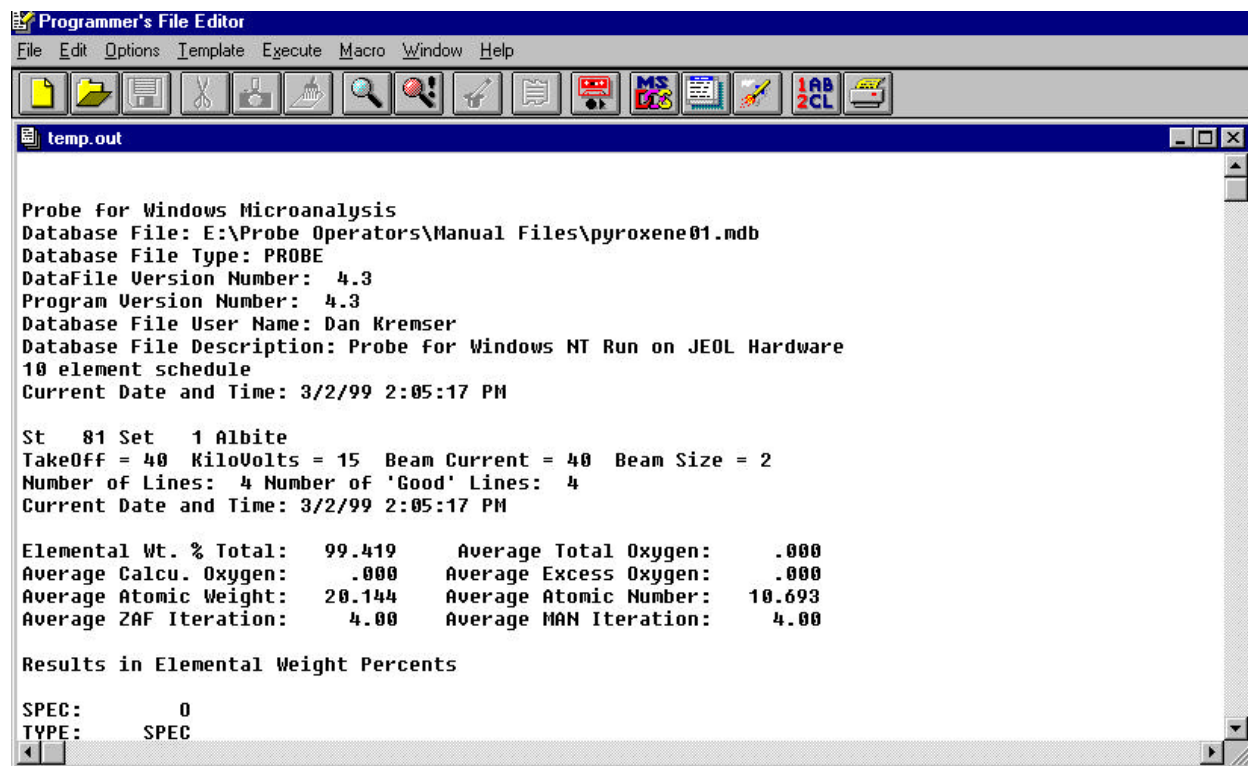 Programmer's File Editor
File Edit Options Template Execute Macro Window Help
MS DOS 1AB 2CL
temp.out
Probe for Windows Microanalysis
Database File: E:\Probe Operators\Manual Files\pyroxene01.mdb
Database File Type: PROBE
DataFile Version Number:  4.3
Program Version Number:  4.3
Database File User Name: Dan Kremser
Database File Description: Probe for Windows NT Run on JEOL Hardware
10 element schedule
Current Date and Time: 3/2/99 2:05:17 PM
St   81 Set   1 Albite
TakeOff = 40  KiloVolts = 15  Beam Current = 40  Beam Size = 2
Number of Lines:  4 Number of 'Good' Lines:  4
Current Date and Time: 3/2/99 2:05:17 PM
Elemental Wt. % Total:   99.419     Average Total Oxygen:     .000
Average Calcu. Oxygen:     .000    Average Excess Oxygen:     .000
Average Atomic Weight:   20.144    Average Atomic Number:   10.693
Average ZAF Iteration:     4.00    Average MAN Iteration:     4.00
Results in Elemental Weight Percents
SPEC:        O
TYPE:     SPEC